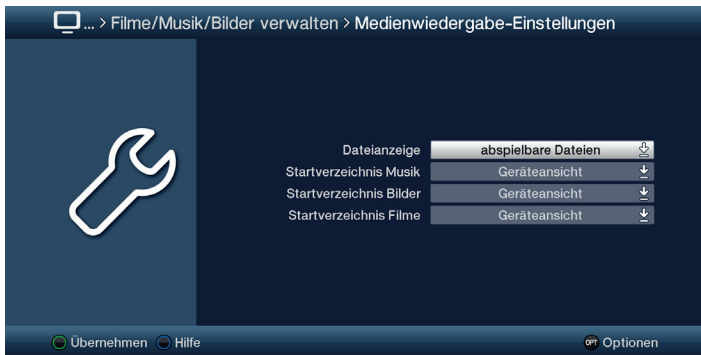 ... > Filme/Musik/Bilder verwalten > Medienwiedergabe-Einstellungen
Dateianzeige abspielbare Dateien
Startverzeichnis Musik Geräteansicht
Startverzeichnis Bilder Geräteansicht
Startverzeichnis Filme Geräteansicht
Übernehmen Hilfe OPT Optionen